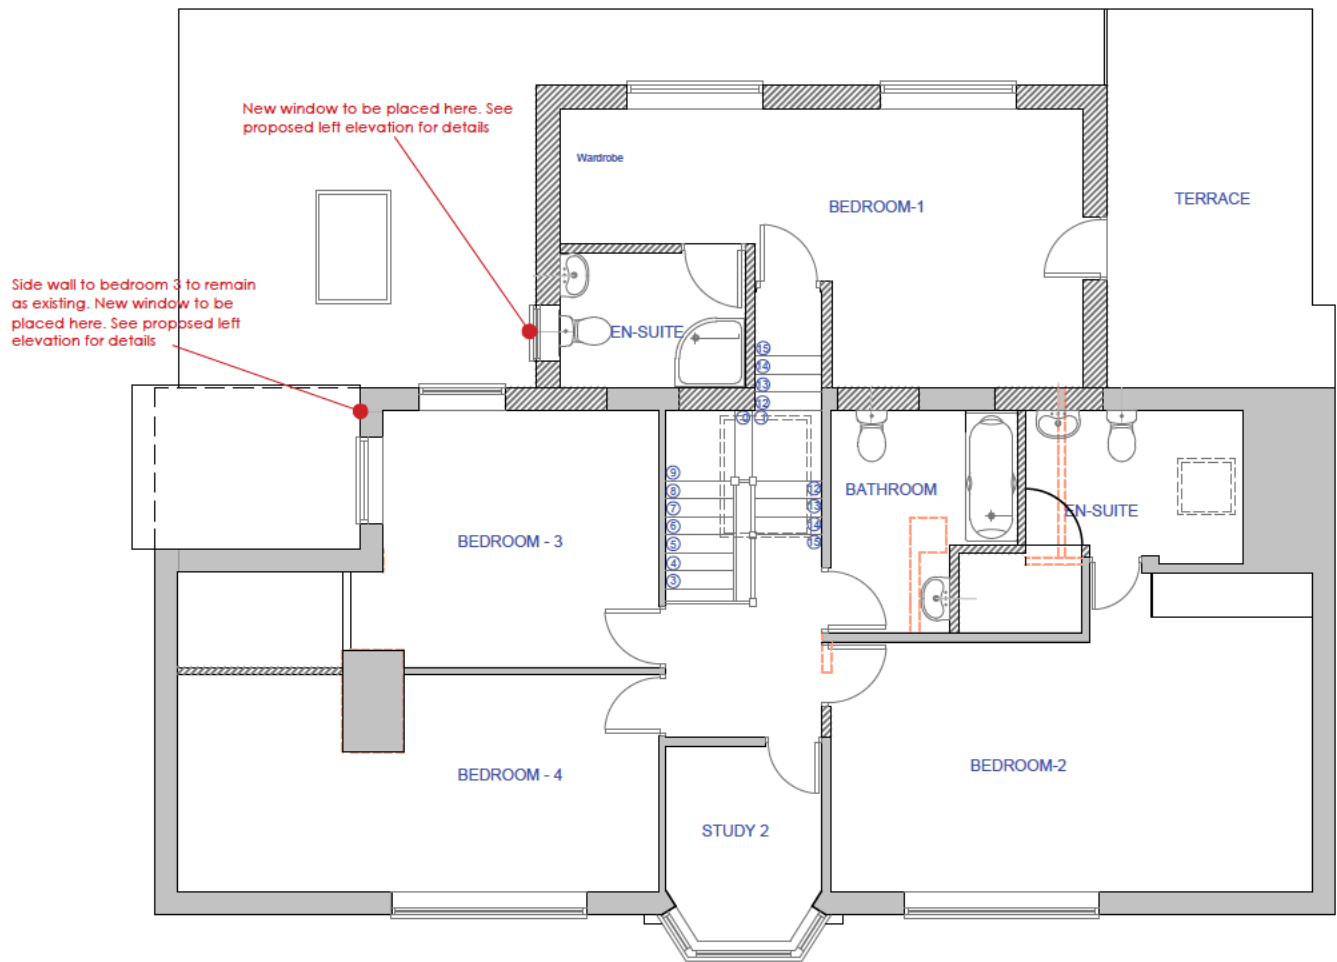 New window to be placed here. See
proposed left elevation for details
Wardrobe
BEDROOM-1
TERRACE
Side wall to bedroom 3 to remain
as existing. New window to be
placed here. See proposed left
elevation for details
EN-SUITE
15
14
13
12
9
8
7
6
5
4
3
12
13
14
15
BATHROOM
EN-SUITE
BEDROOM - 3
BEDROOM - 4
BEDROOM-2
STUDY 2